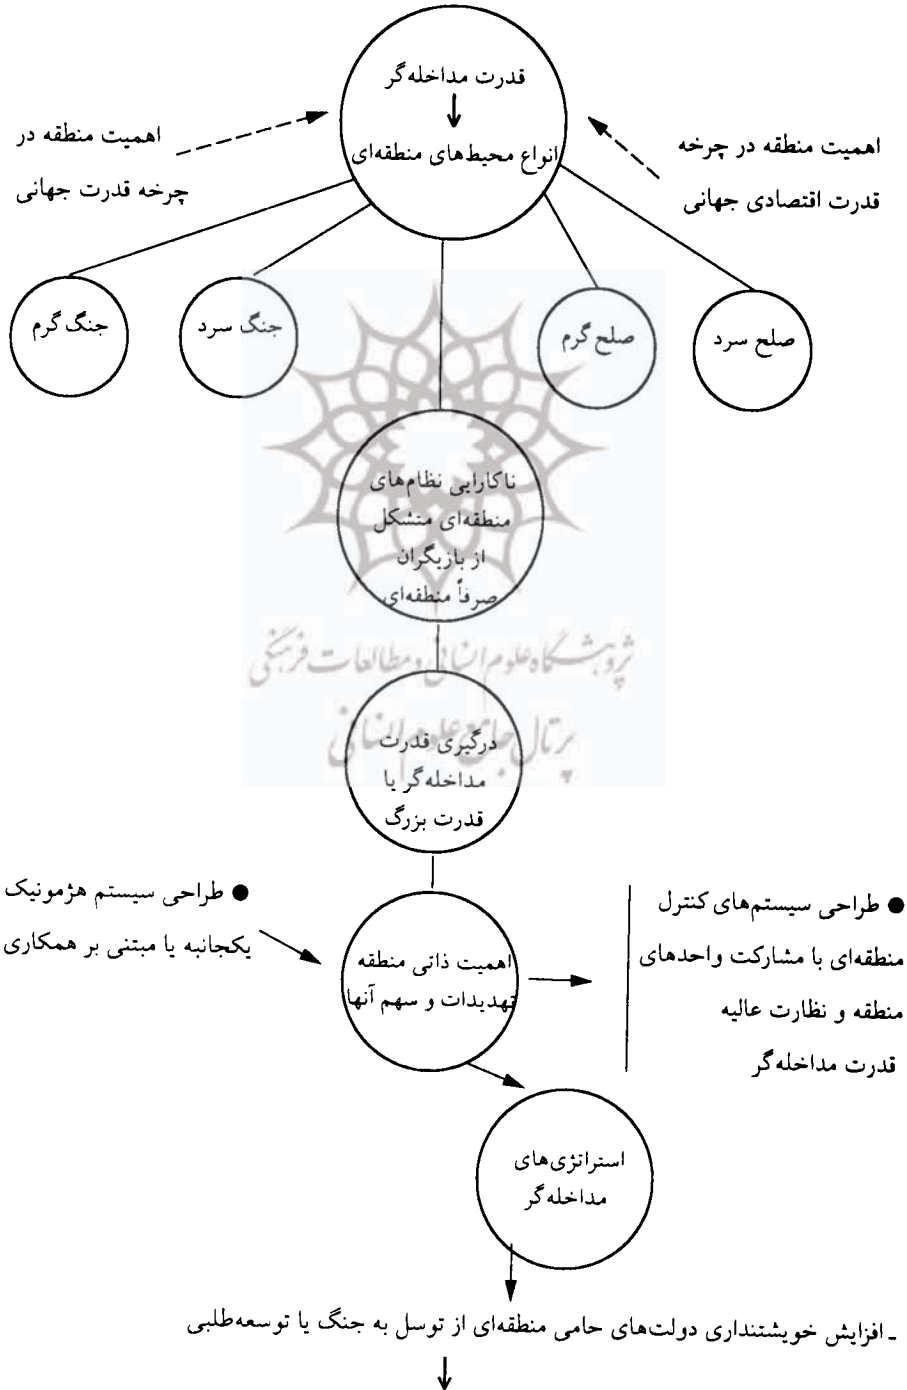 قدرت مداخله‌گر
↓
انواع محیط‌های منطقه‌ای
اهمیت منطقه در چرخه
قدرت اقتصادی جهانی
اهمیت منطقه در
چرخه قدرت جهانی
صلح سرد
صلح گرم
جنگ سرد
جنگ گرم
ناکارایی نظام‌های
منطقه‌ای متشکل
از بازیگران
صرفاً منطقه‌ای
پژوهشگاه علوم انسانی و مطالعات فرهنگی
پرتال جامع علوم انسانی
درگیری قدرت
مداخله‌گر یا
قدرت بزرگ
● طراحی سیستم‌های کنترل
منطقه‌ای با مشارکت واحدهای
منطقه و نظارت عالیه
قدرت مداخله‌گر
اهمیت ذاتی منطقه
تهدیدات و سهم آنها
● طراحی سیستم هژمونیک
یکجانبه یا مبتنی بر همکاری
استراتژی‌های
مداخله‌گر
ـ افزایش خویشتنداری دولت‌های حامی منطقه‌ای از توسل به جنگ یا توسعه‌طلبی
↓